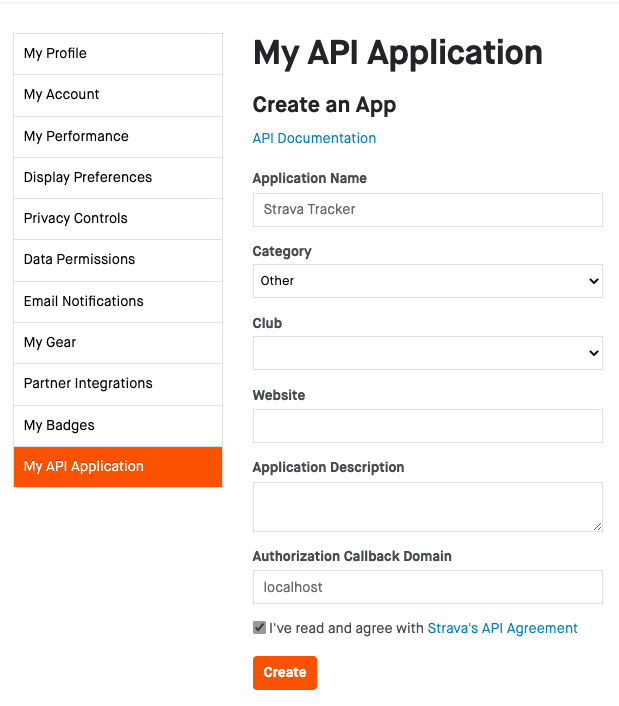 My Profile
My Account
My Performance
Display Preferences
Privacy Controls
Data Permissions
Email Notifications
My Gear
Partner Integrations
My Badges
My API Application
My API Application
Create an App
API Documentation
Application Name
Strava Tracker
Category
Other
Club
Website
Application Description
Authorization Callback Domain
localhost
I've read and agree with Strava's API Agreement
Create